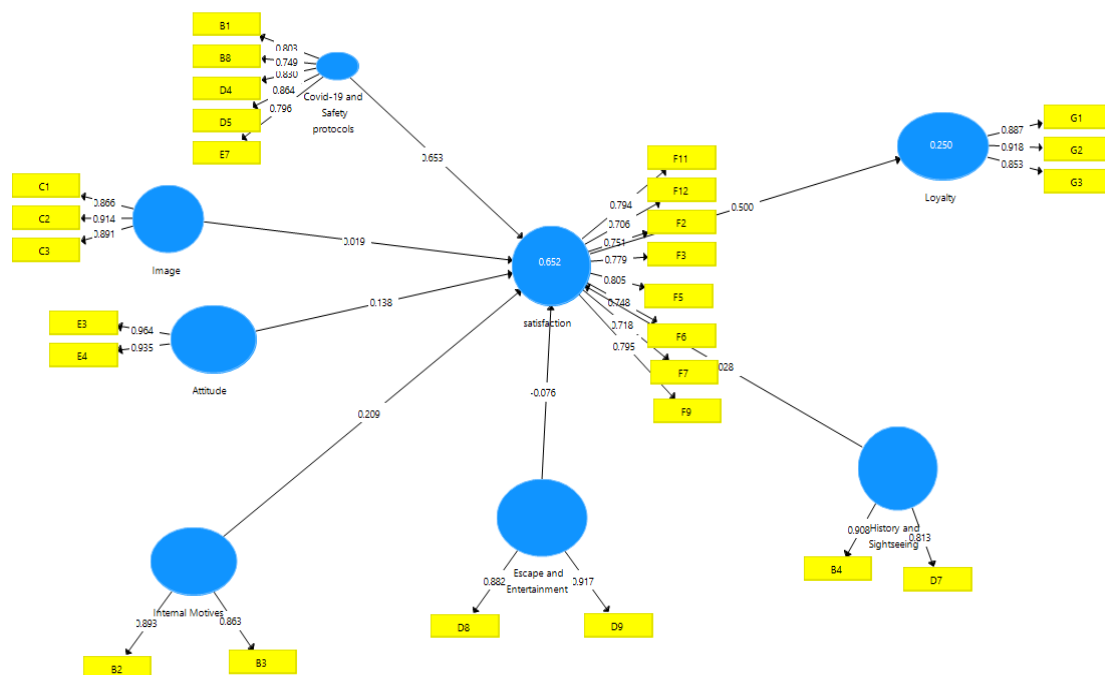 B1
0.803
B8
0.749
D4
0.830
D5
0.864
E7
0.796
Covid-19 and
Safety
protocols
0.653
C1
0.866
C2
0.914
C3
0.891
Image
0.019
E3
0.964
E4
0.935
Attitude
0.138
0.652
satisfaction
F11
0.794
F12
0.706
F2
0.751
F3
0.779
F5
0.805
F6
0.748
F7
0.718
F9
0.795
0.500
0.250
Loyalty
G1
0.887
G2
0.918
G3
0.853
0.209
-0.076
028
Internal Motives
0.893
0.863
B2
B3
Escape and
Entertainment
0.882
0.917
D8
D9
History and
Sightseeing
0.908
0.813
B4
D7